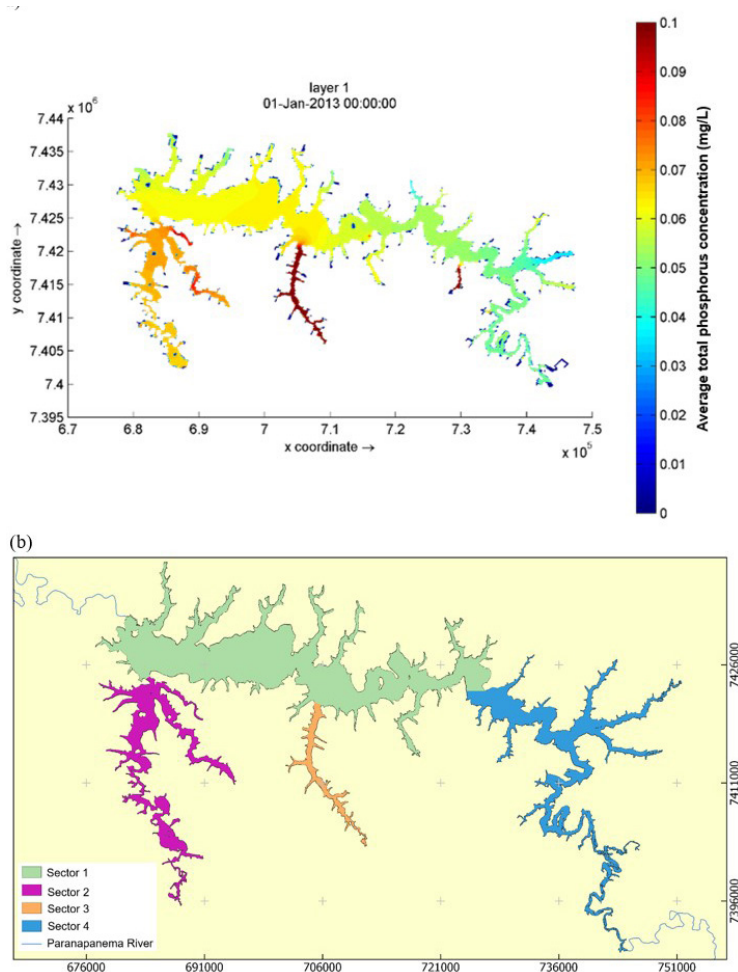 layer 1
01-Jan-2013 00:00:00
x 10⁶
7.44
7.435
7.43
7.425
7.42
7.415
7.41
7.405
7.4
7.395
y coordinate →
6.7 6.8 6.9 7 7.1 7.2 7.3 7.4 7.5
x coordinate →
x 10⁵
0.1
0.09
0.08
0.07
0.06
0.05
0.04
0.03
0.02
0.01
0
Average total phosphorus concentration (mg/L)
(b)
7426000
7411000
7396000
Sector 1
Sector 2
Sector 3
Sector 4
Paranapanema River
676000 691000 706000 721000 736000 751000